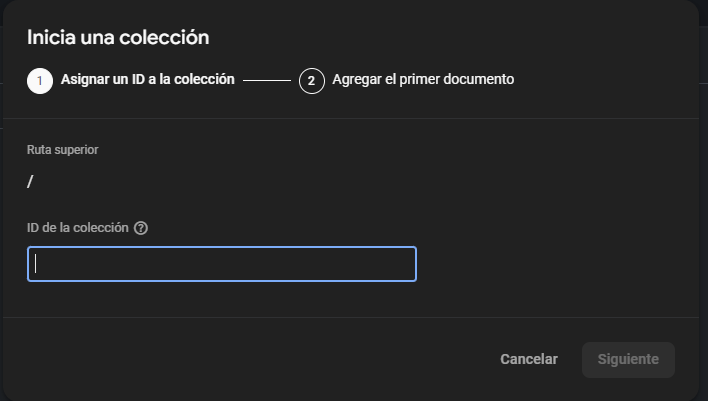 Inicia una colección
1 Asignar un ID a la colección 2 Agregar el primer documento
Ruta superior
/
ID de la colección ?
Cancelar Siguiente